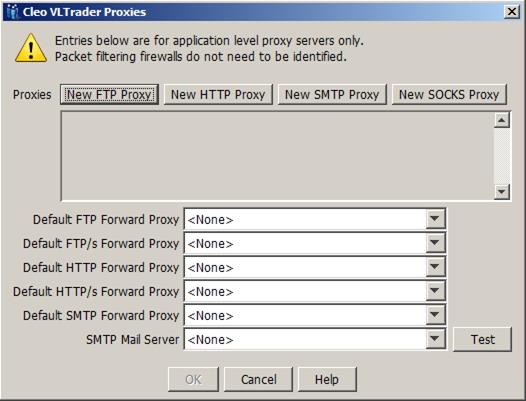 Cleo VLTrader Proxies
Entries below are for application level proxy servers only.
Packet filtering firewalls do not need to be identified.
Proxies New FTP Proxy New HTTP Proxy New SMTP Proxy New SOCKS Proxy
Default FTP Forward Proxy <None>
Default FTP/s Forward Proxy <None>
Default HTTP Forward Proxy <None>
Default HTTP/s Forward Proxy <None>
Default SMTP Forward Proxy <None>
SMTP Mail Server <None> Test
OK Cancel Help